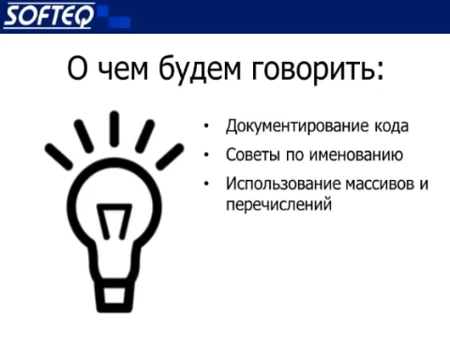 SOFTEQ
О чем будем говорить:
• Документирование кода
• Советы по именованию
• Использование массивов и
перечислений